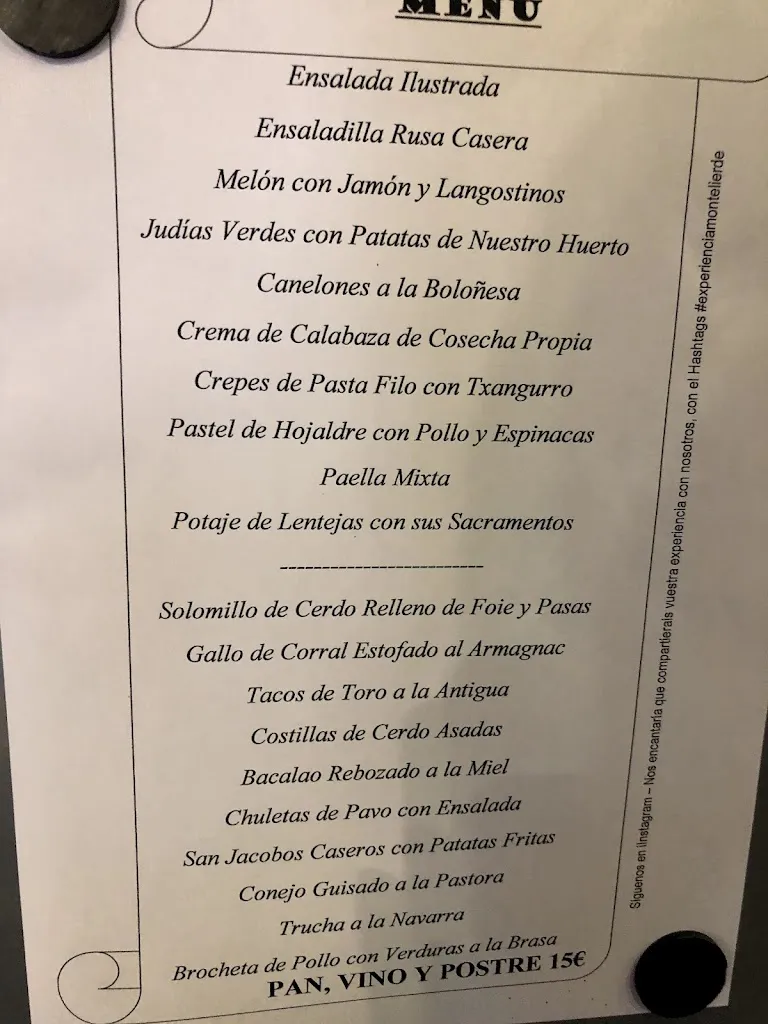 MENÚ
Ensalada Ilustrada
Ensaladilla Rusa Casera
Melón con Jamón y Langostinos
Judías Verdes con Patatas de Nuestro Huerto
Canelones a la Boloñesa
Crema de Calabaza de Cosecha Propia
Crepes de Pasta Filo con Txangurro
Pastel de Hojaldre con Pollo y Espinacas
Paella Mixta
Potaje de Lentejas con sus Sacramentos
------------------------
Solomillo de Cerdo Relleno de Foie y Pasas
Gallo de Corral Estofado al Armagnac
Tacos de Toro a la Antigua
Costillas de Cerdo Asadas
Bacalao Rebozado a la Miel
Chuletas de Pavo con Ensalada
San Jacobos Caseros con Patatas Fritas
Conejo Guisado a la Pastora
Trucha a la Navarra
Brocheta de Pollo con Verduras a la Brasa
PAN, VINO Y POSTRE 15€
Síguenos en iinstagram – Nos encantaría que compartierais vuestra experiencia con nosotros, con el Hashtags #experienciamontelierde